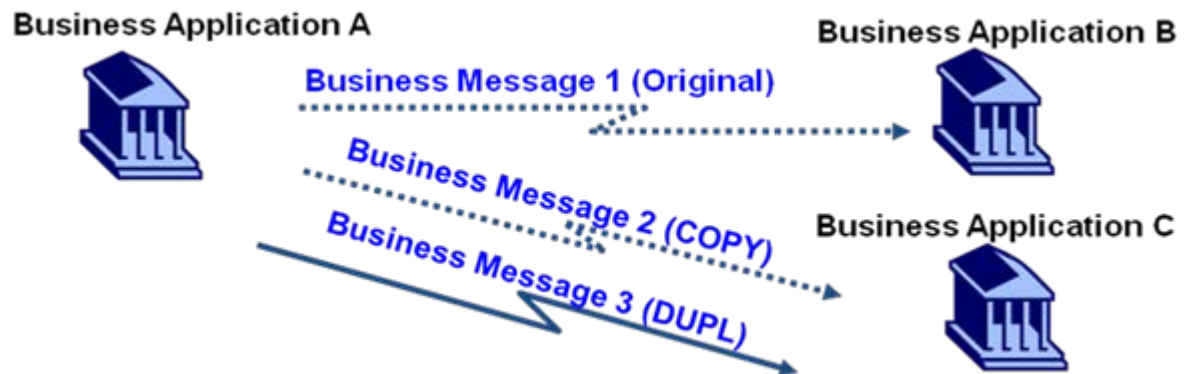 Business Application A
Business Application B
Business Message 1 (Original)
Business Message 2 (COPY)
Business Application C
Business Message 3 (DUPL)